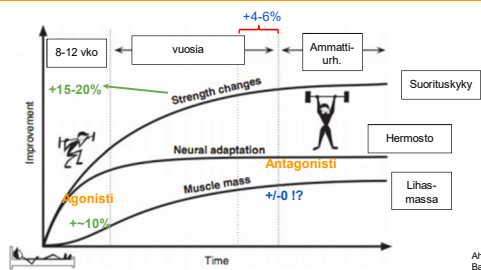 +4-6%
8-12 vko
vuosia
Ammatti-
urh.
+15-20%
Strength changes
Suorituskyky
Improvement
Neural adaptation
Hermosto
Antagonisti
Agonisti
Muscle mass
+/-0 !?
Lihas-
massa
+~10%
Time